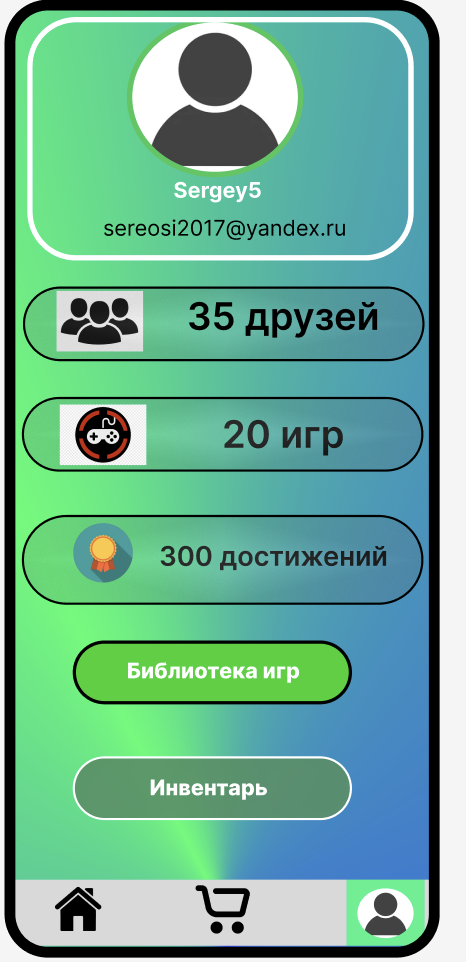 Sergey5
sereosi2017@yandex.ru
35 друзей
20 игр
300 достижений
Библиотека игр
Инвентарь